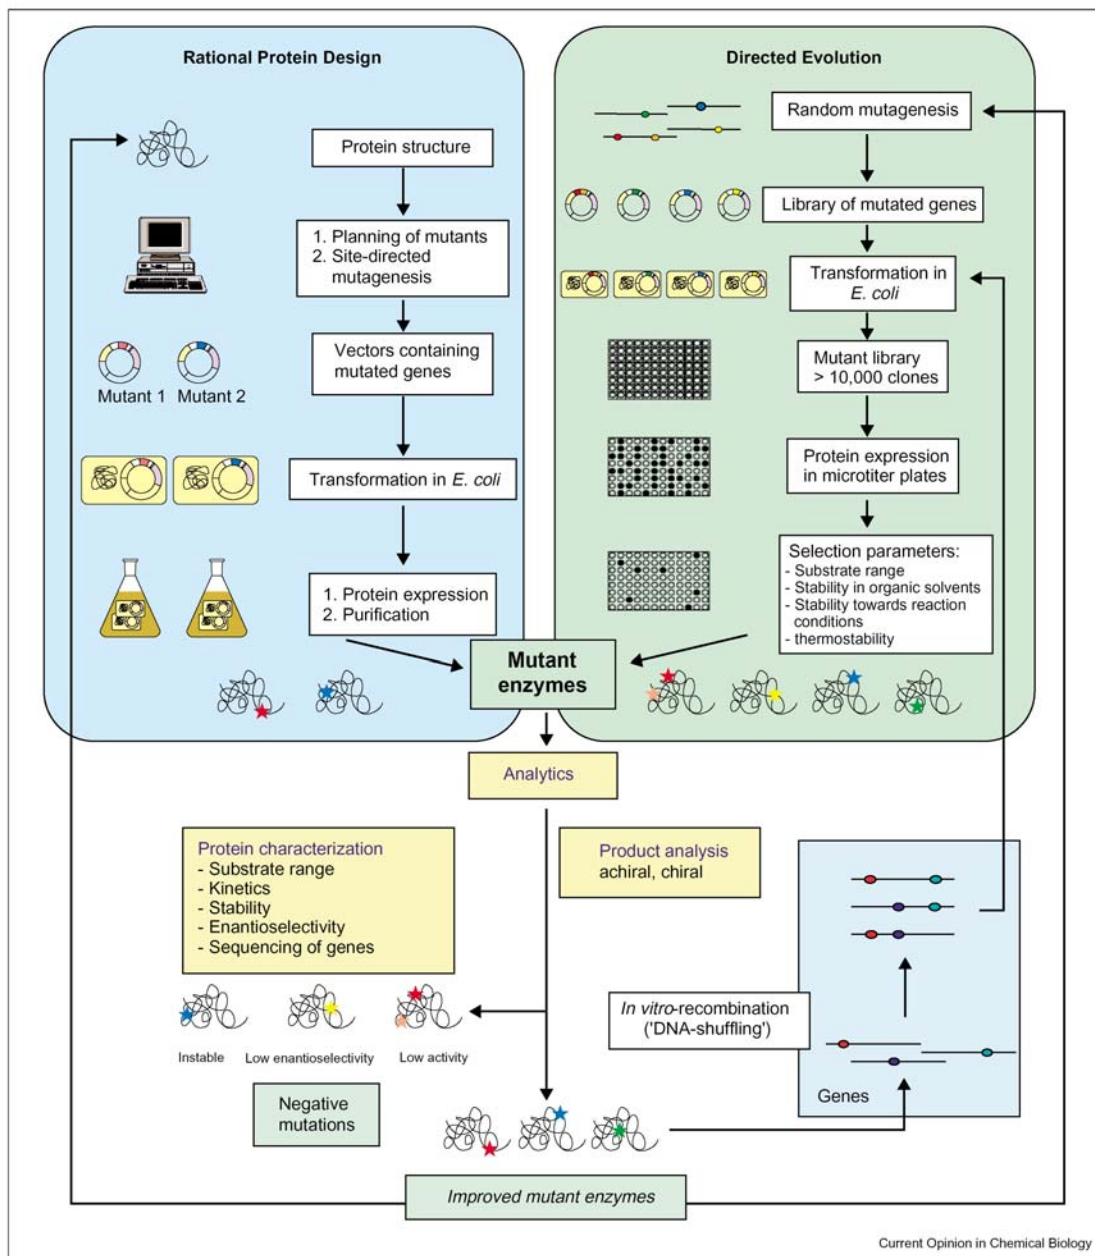 Rational Protein Design
Protein structure
1. Planning of mutants
2. Site-directed
mutagenesis
Vectors containing
mutated genes
Mutant 1 Mutant 2
Transformation in E. coli
1. Protein expression
2. Purification
Directed Evolution
Random mutagenesis
Library of mutated genes
Transformation in
E. coli
Mutant library
> 10,000 clones
Protein expression
in microtiter plates
Selection parameters:
- Substrate range
- Stability in organic solvents
- Stability towards reaction
conditions
- thermostability
Mutant
enzymes
Analytics
Protein characterization
- Substrate range
- Kinetics
- Stability
- Enantioselectivity
- Sequencing of genes
Product analysis
achiral, chiral
Instable
Low enantioselectivity
Low activity
Negative
mutations
In vitro-recombination
('DNA-shuffling')
Genes
Improved mutant enzymes
Current Opinion in Chemical Biology